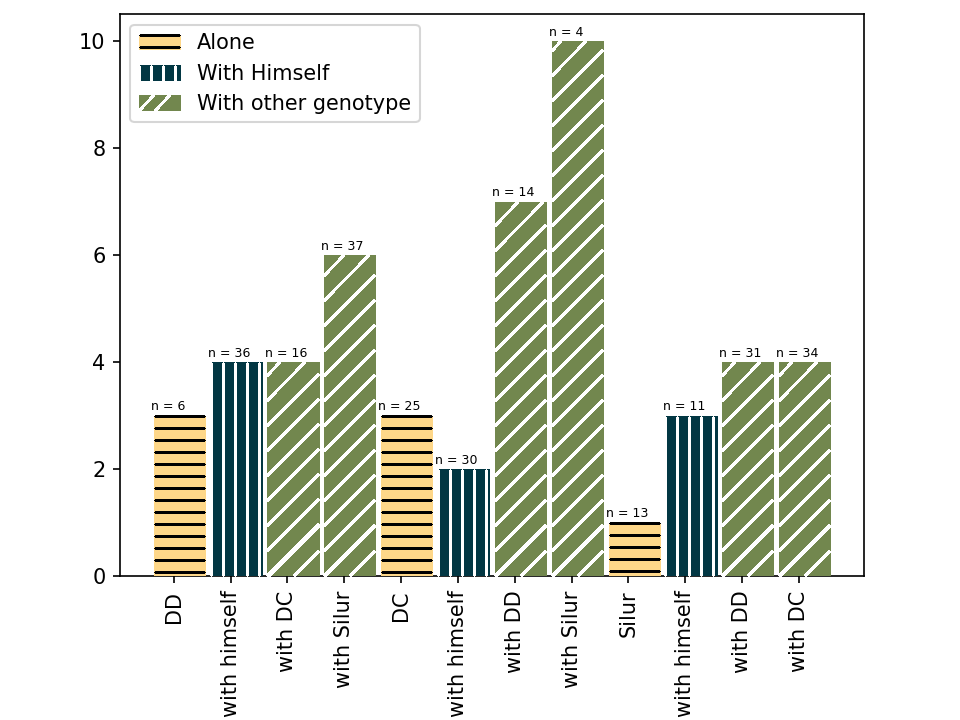 10
8
6
4
2
0
Alone
With Himself
With other genotype
n = 6
n = 36
n = 16
n = 37
n = 25
n = 30
n = 14
n = 4
n = 13
n = 11
n = 31
n = 34
DD
with himself
with DC
with Silur
DC
with himself
with DD
with Silur
Silur
with himself
with DD
with DC